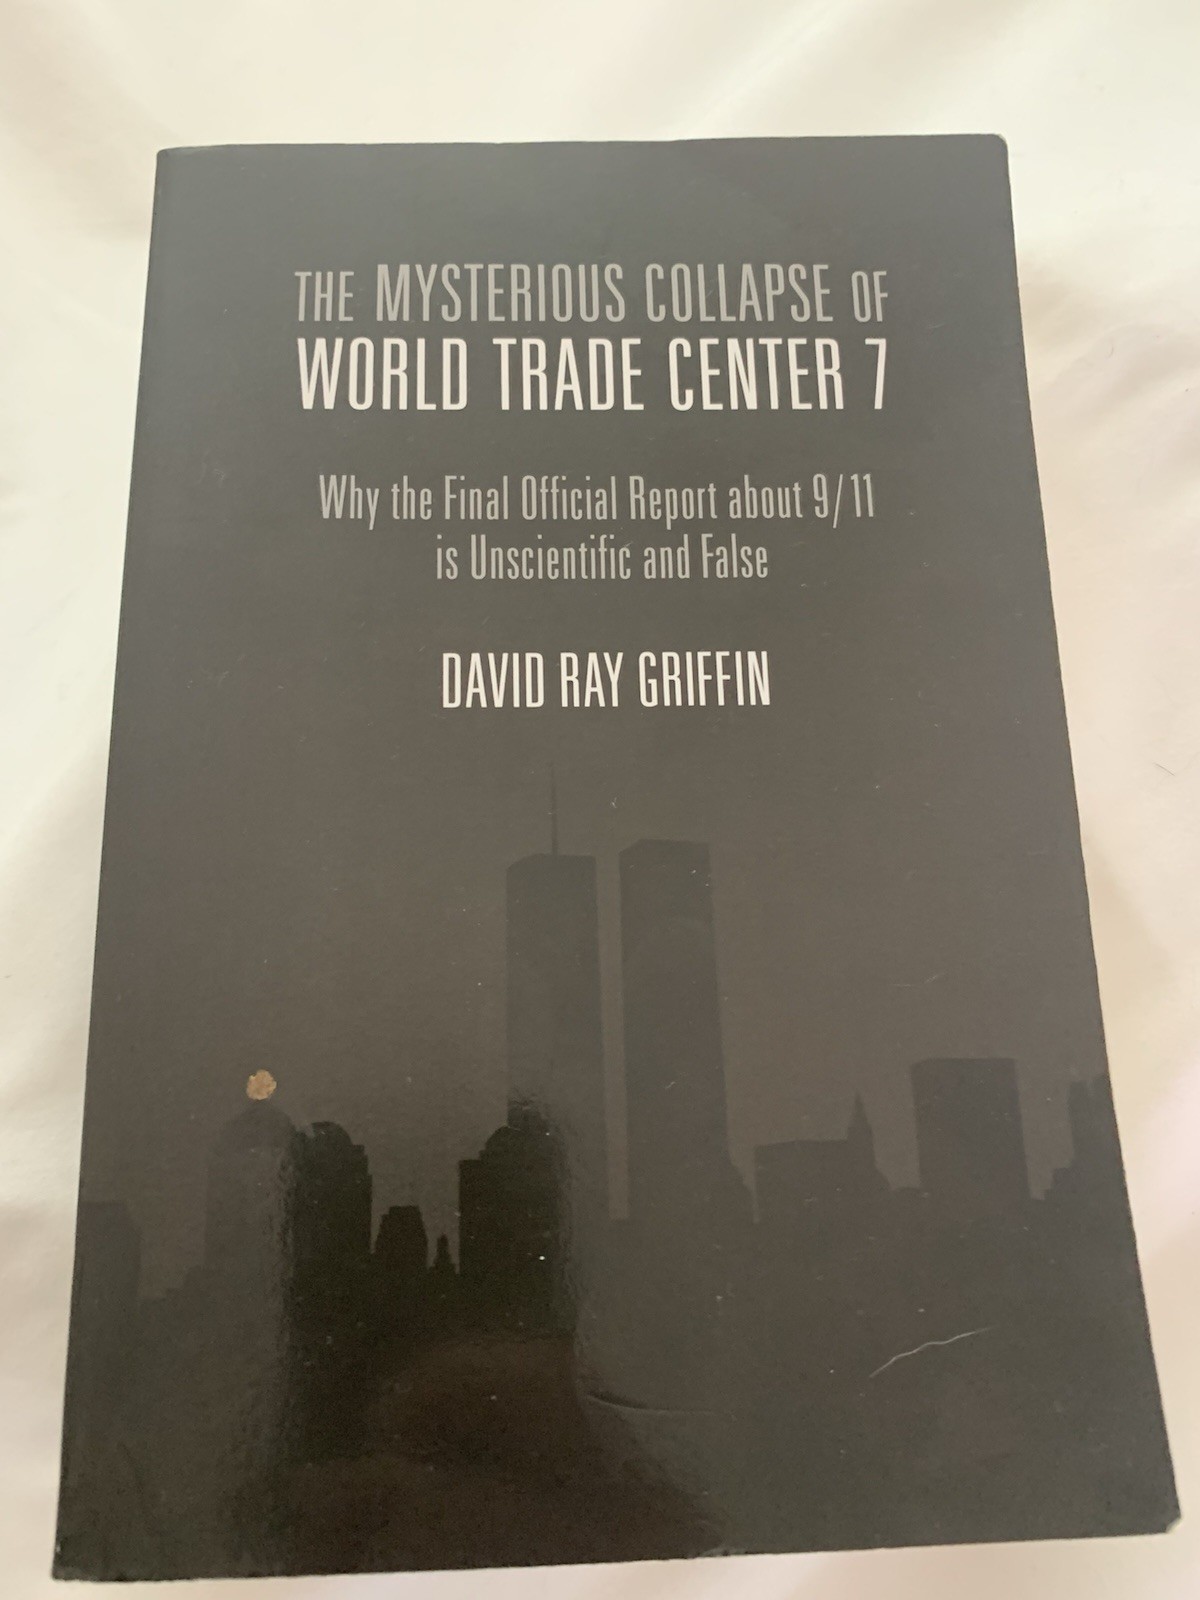 THE MYSTERIOUS COLLAPSE OF
WORLD TRADE CENTER 7
Why the Final Official Report about 9/11
is Unscientific and False
DAVID RAY GRIFFIN